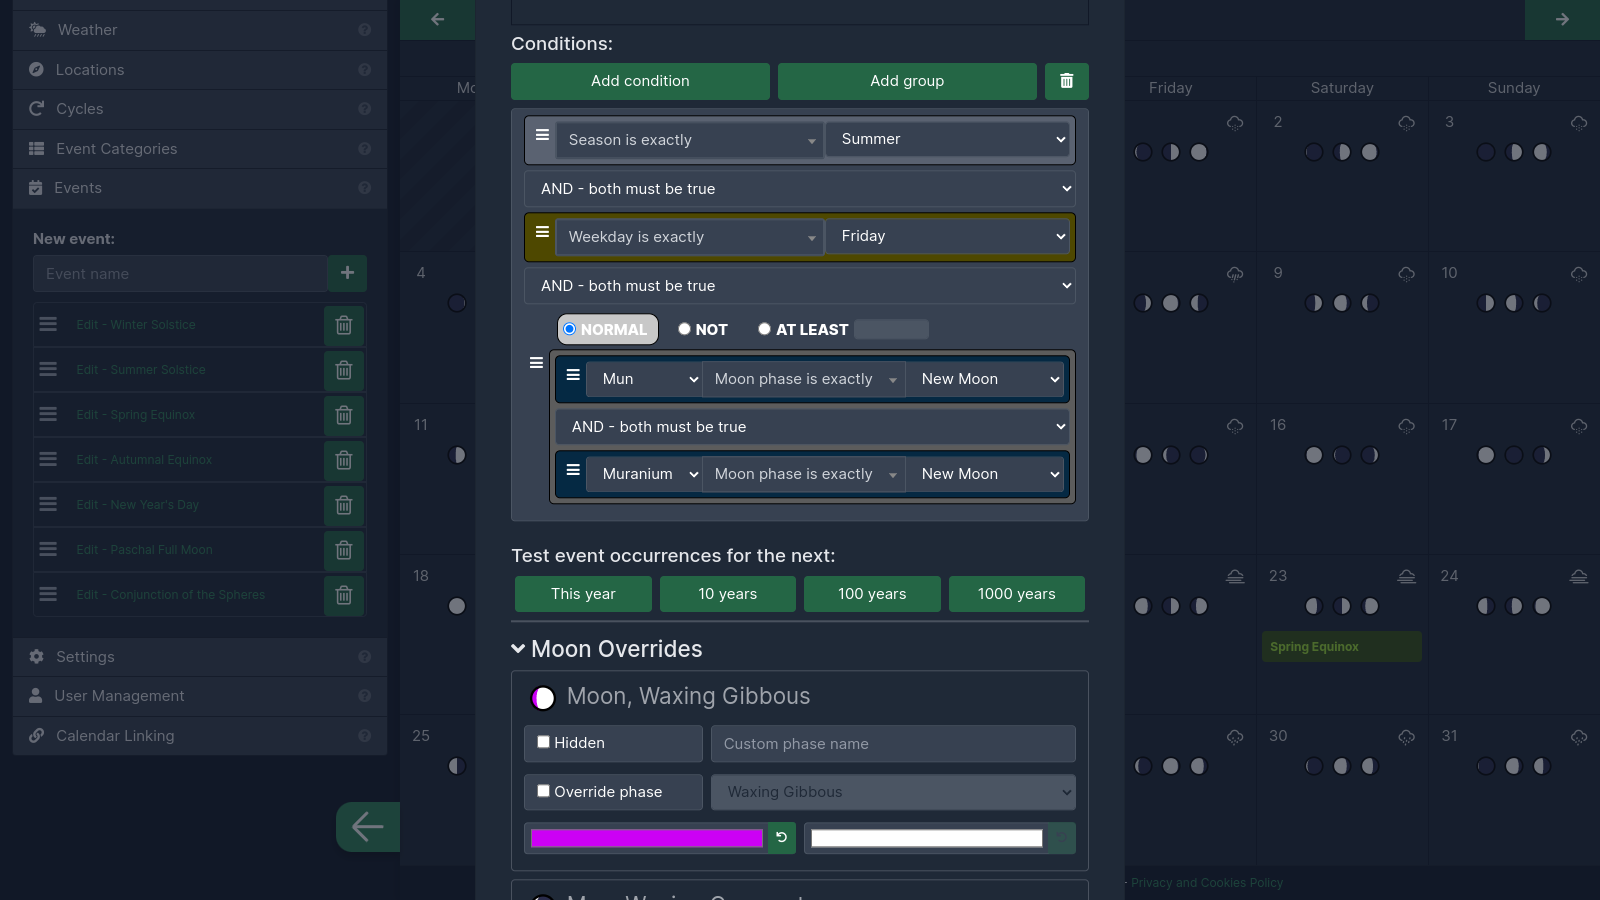 Weather
Locations
Cycles
Event Categories
Events
New event:
Event name
Edit - Winter Solstice
Edit - Summer Solstice
Edit - Spring Equinox
Edit - Autumnal Equinox
Edit - New Year's Day
Edit - Paschal Full Moon
Edit - Conjunction of the Spheres
Settings
User Management
Calendar Linking
Conditions:
Add condition
Add group
Season is exactly
Summer
AND - both must be true
Weekday is exactly
Friday
AND - both must be true
NORMAL
NOT
AT LEAST
Mun
Moon phase is exactly
New Moon
AND - both must be true
Muranium
Moon phase is exactly
New Moon
Test event occurrences for the next:
This year
10 years
100 years
1000 years
Moon Overrides
Moon, Waxing Gibbous
Hidden
Custom phase name
Override phase
Waxing Gibbous
Friday
Saturday
Sunday
2
3
4
9
10
11
16
17
18
23
24
Spring Equinox
25
30
31
- Privacy and Cookies Policy